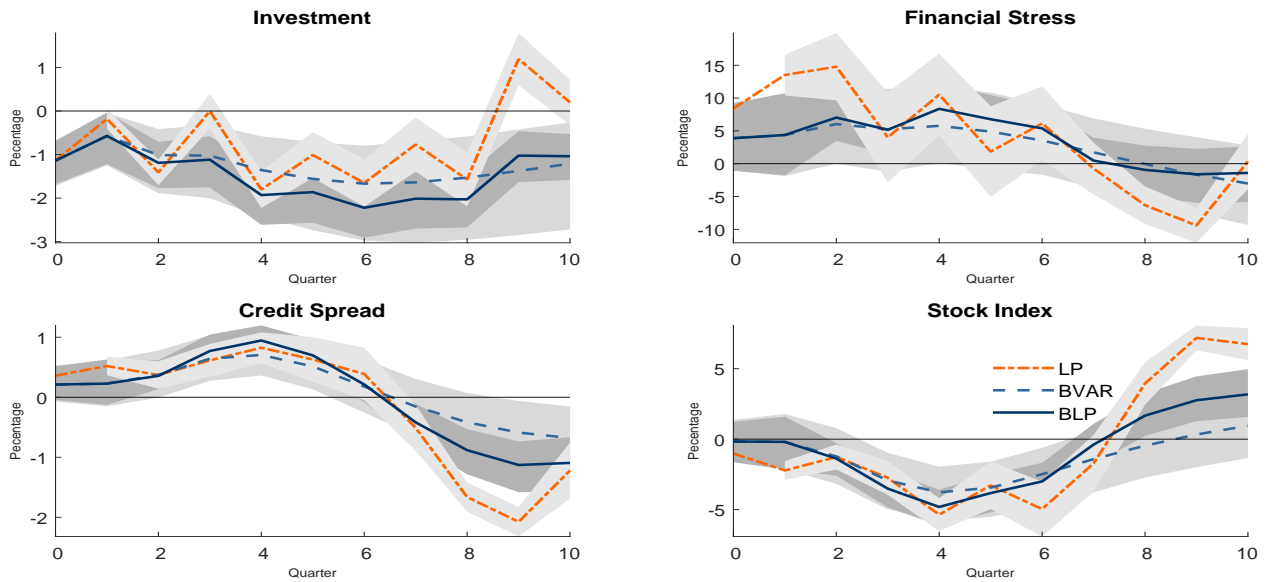 Investment
Pecentage
1
0
-1
-2
-3
0 2 4 6 8 10
Quarter
Financial Stress
Pecentage
15
10
5
0
-5
-10
0 2 4 6 8 10
Quarter
Credit Spread
Pecentage
1
0
-1
-2
0 2 4 6 8 10
Quarter
Stock Index
Pecentage
5
0
-5
LP
BVAR
BLP
0 2 4 6 8 10
Quarter